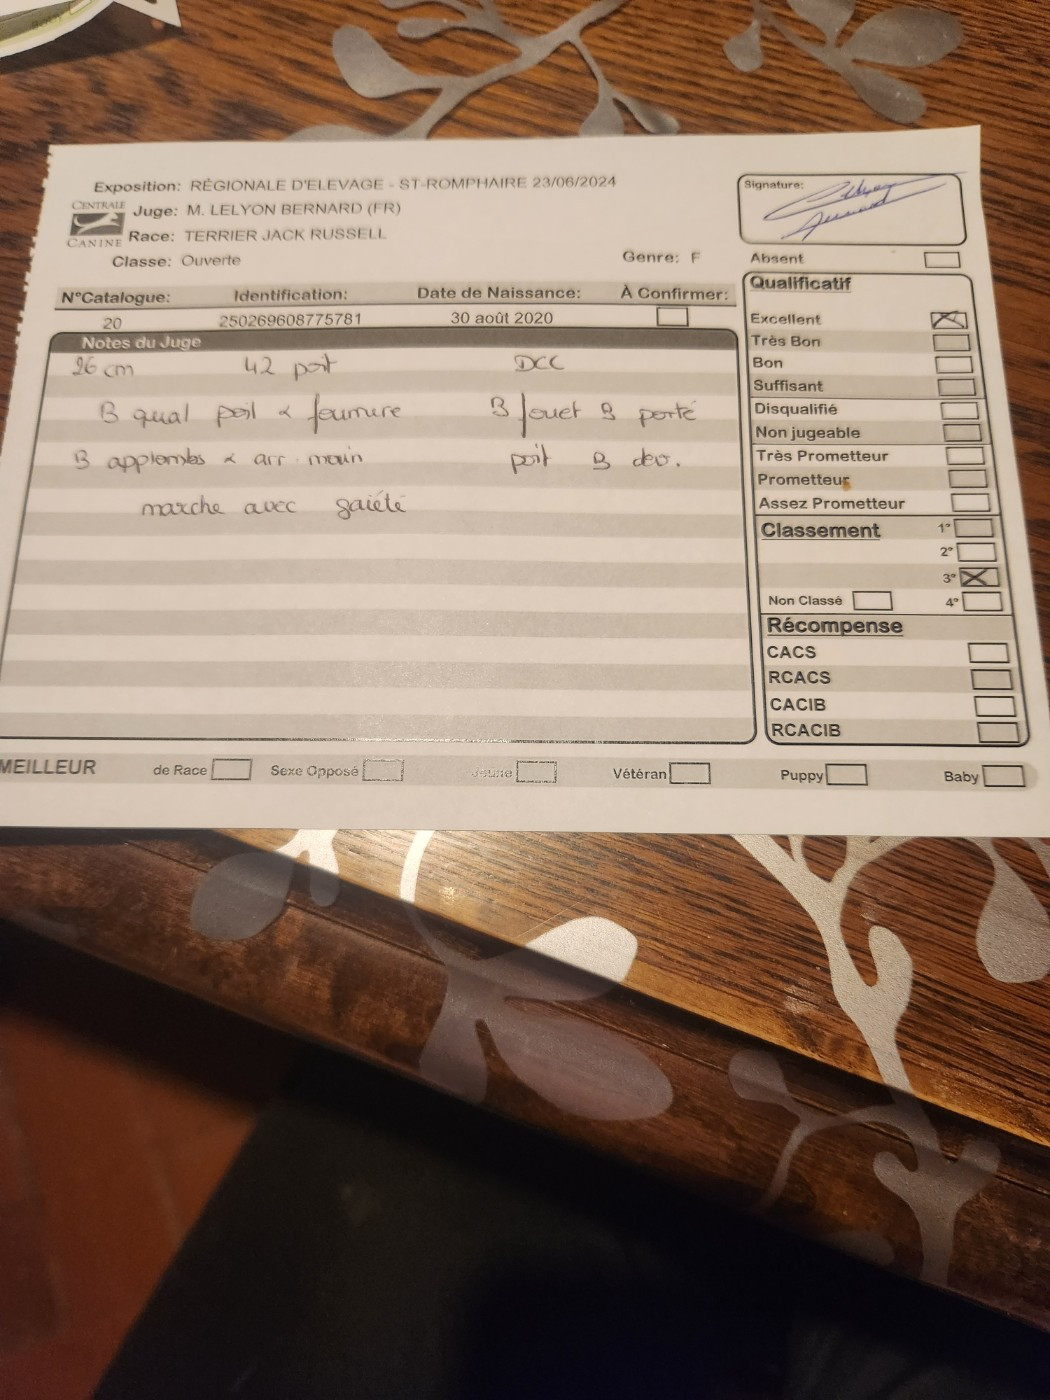 Exposition: RÉGIONALE D'ELEVAGE - ST-ROMPHAIRE 23/06/2024
CENTRALE
CANINE
Juge: M. LELYON BERNARD (FR)
Race: TERRIER JACK RUSSELL
Classe: Ouverte
Genre: F
Signature:
Absent
N°Catalogue: Identification: Date de Naissance: À Confirmer:
20 250269608775781 30 août 2020
Notes du Juge
26 cm 42 poit DCC
B qual poil & fourrure B fouet B porté
B applombs & arr. main poit B dev.
marche avec gaiété
Qualificatif
Excellent
Très Bon
Bon
Suffisant
Disqualifié
Non jugeable
Très Prometteur
Prometteur
Assez Prometteur
Classement 1°
2°
3°
Non Classé 4°
Récompense
CACS
RCACS
CACIB
RCACIB
MEILLEUR de Race Sexe Opposé Jeune Vétéran Puppy Baby